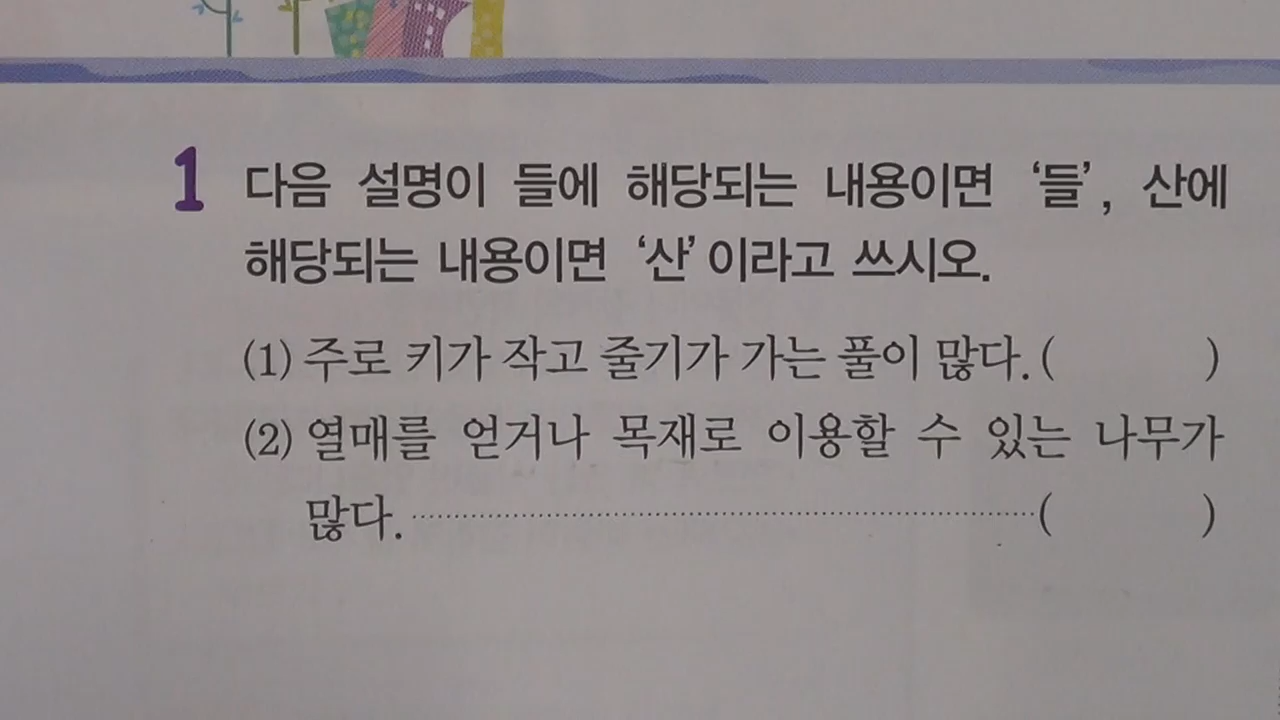 1 다음 설명이 들에 해당되는 내용이면 ‘들’, 산에
해당되는 내용이면 ‘산’이라고 쓰시오.
(1) 주로 키가 작고 줄기가 가는 풀이 많다. (          )
(2) 열매를 얻거나 목재로 이용할 수 있는 나무가
많다. ······································································ (          )